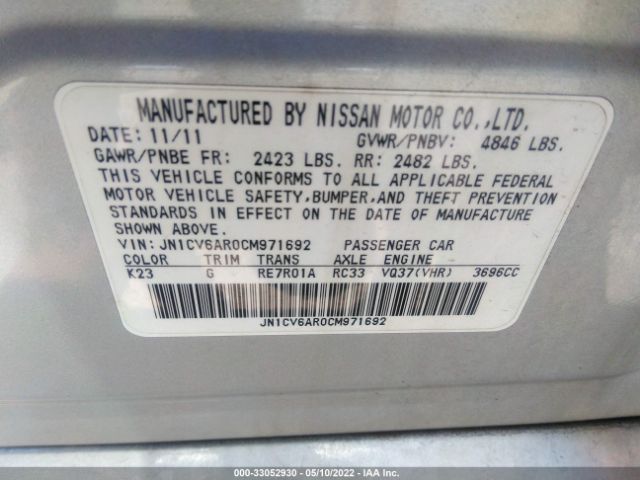 MANUFACTURED BY NISSAN MOTOR CO.,LTD.
DATE: 11/11 GVWR/PNBV: 4846 LBS.
GAWR/PNBE FR: 2423 LBS. RR: 2482 LBS.
THIS VEHICLE CONFORMS TO ALL APPLICABLE FEDERAL
MOTOR VEHICLE SAFETY,BUMPER,AND THEFT PREVENTION
STANDARDS IN EFFECT ON THE DATE OF MANUFACTURE
SHOWN ABOVE.
VIN: JN1CV6AR0CM971692 PASSENGER CAR
COLOR TRIM TRANS AXLE ENGINE
K23 G RE7R01A RC33 VQ37(VHR) 3696CC
JN1CV6AR0CM971692
000-33052930 - 05/10/2022 - IAA Inc.